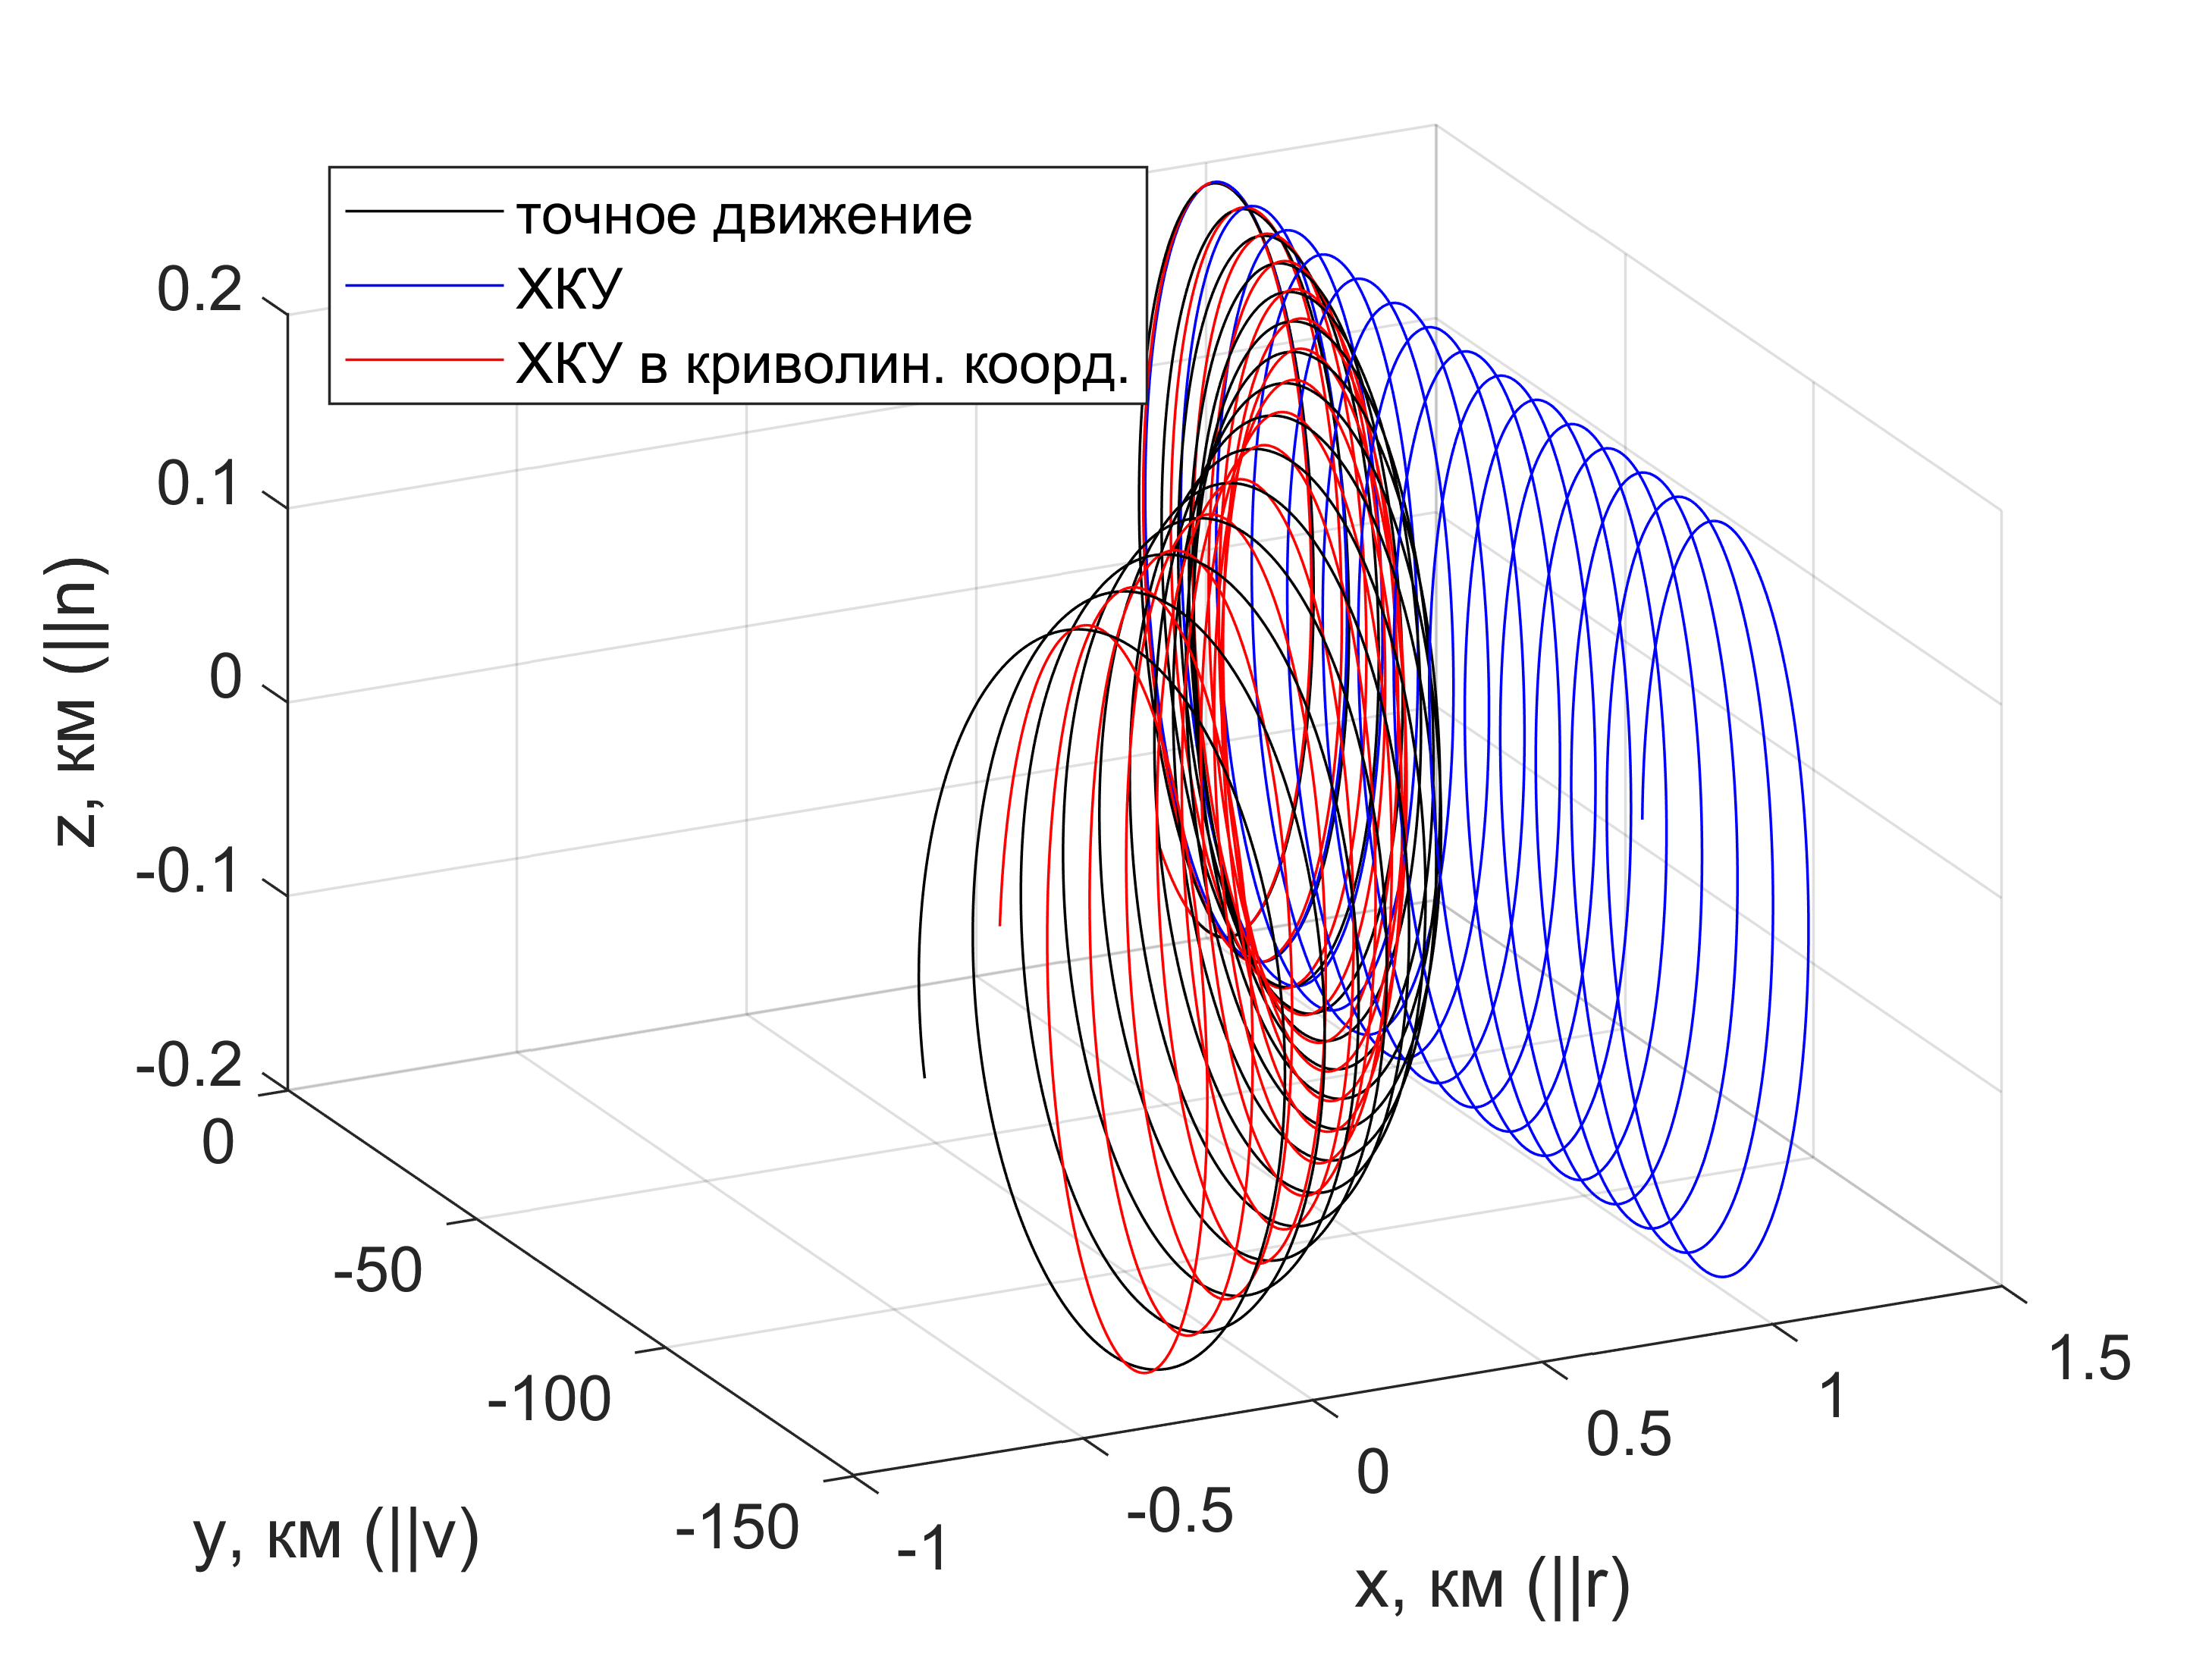 точное движение
ХКУ
ХКУ в криволин. коорд.
0.2
0.1
0
-0.1
-0.2
z, км (||n)
0
-50
-100
-150
y, км (||v)
-1
-0.5
0
0.5
1
1.5
x, км (||r)